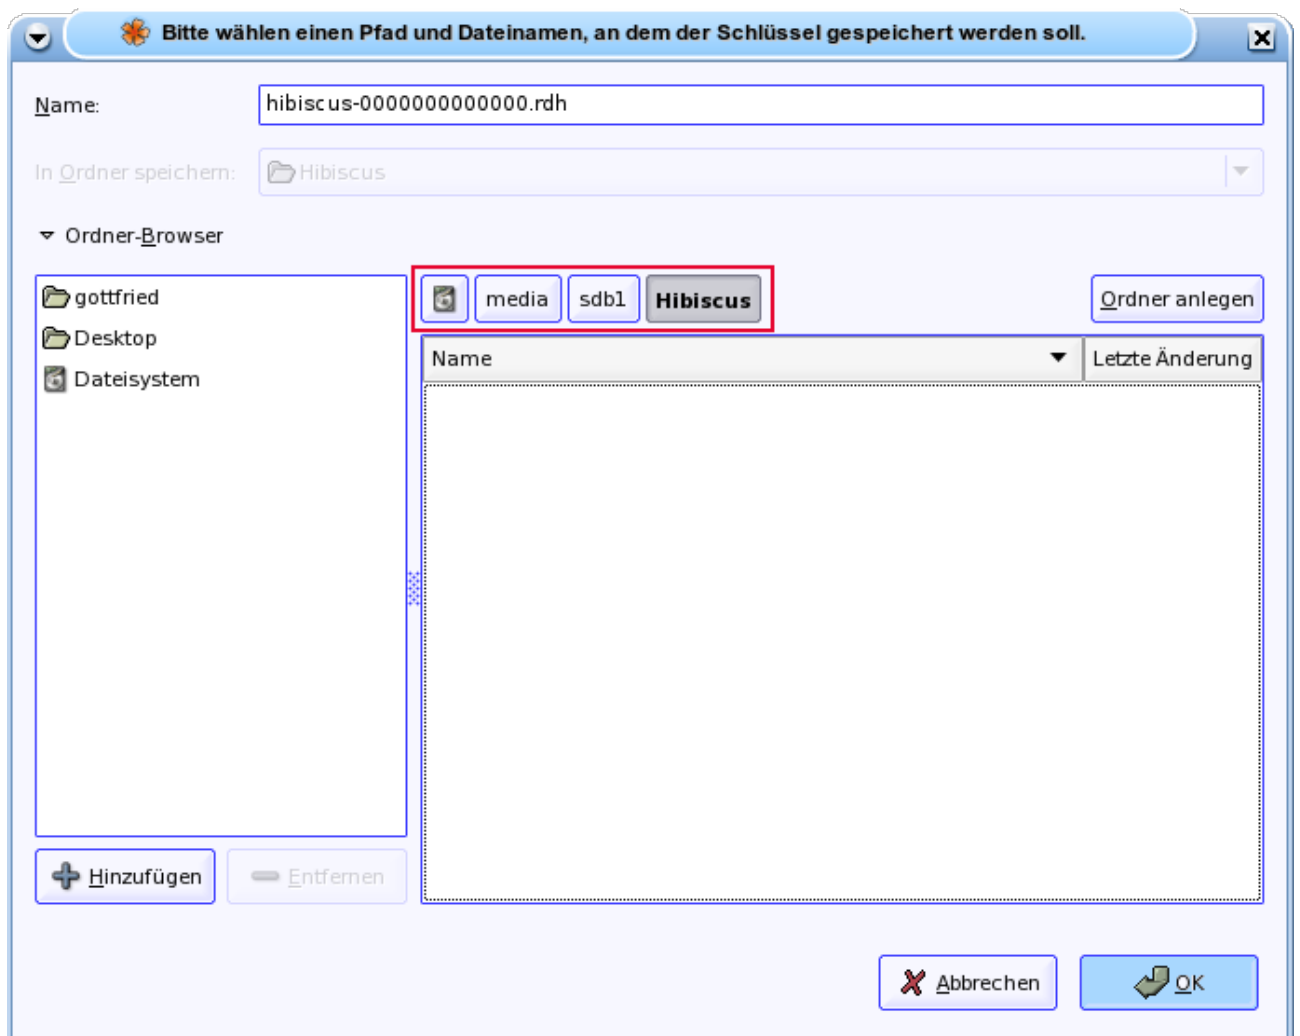 Bitte wählen einen Pfad und Dateinamen, an dem der Schlüssel gespeichert werden soll.
Name: hibiscus-0000000000000.rdh
In Ordner speichern: Hibiscus
Ordner-Browser
gottfried
Desktop
Dateisystem
media sdb1 Hibiscus Ordner anlegen
Name Letzte Änderung
Hinzufügen Entfernen
Abbrechen OK